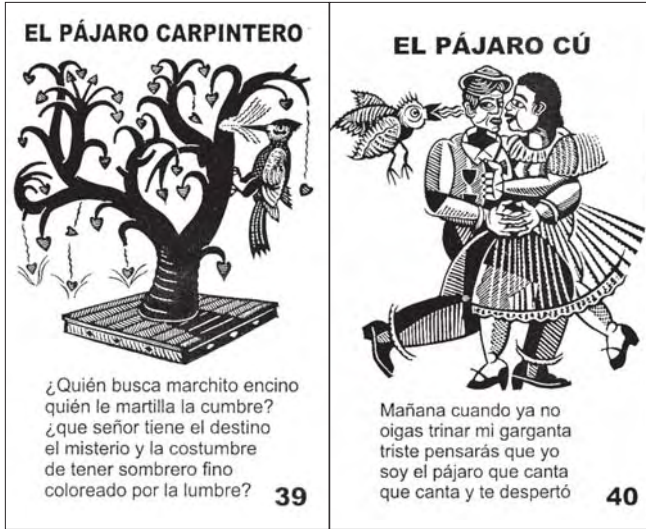 EL PÁJARO CARPINTERO
¿Quién busca marchito encino
quién le martilla la cumbre?
¿que señor tiene el destino
el misterio y la costumbre
de tener sombrero fino
coloreado por la lumbre?
39
EL PÁJARO CÚ
Mañana cuando ya no
oigas trinar mi garganta
triste pensarás que yo
soy el pájaro que canta
que canta y te despertó
40